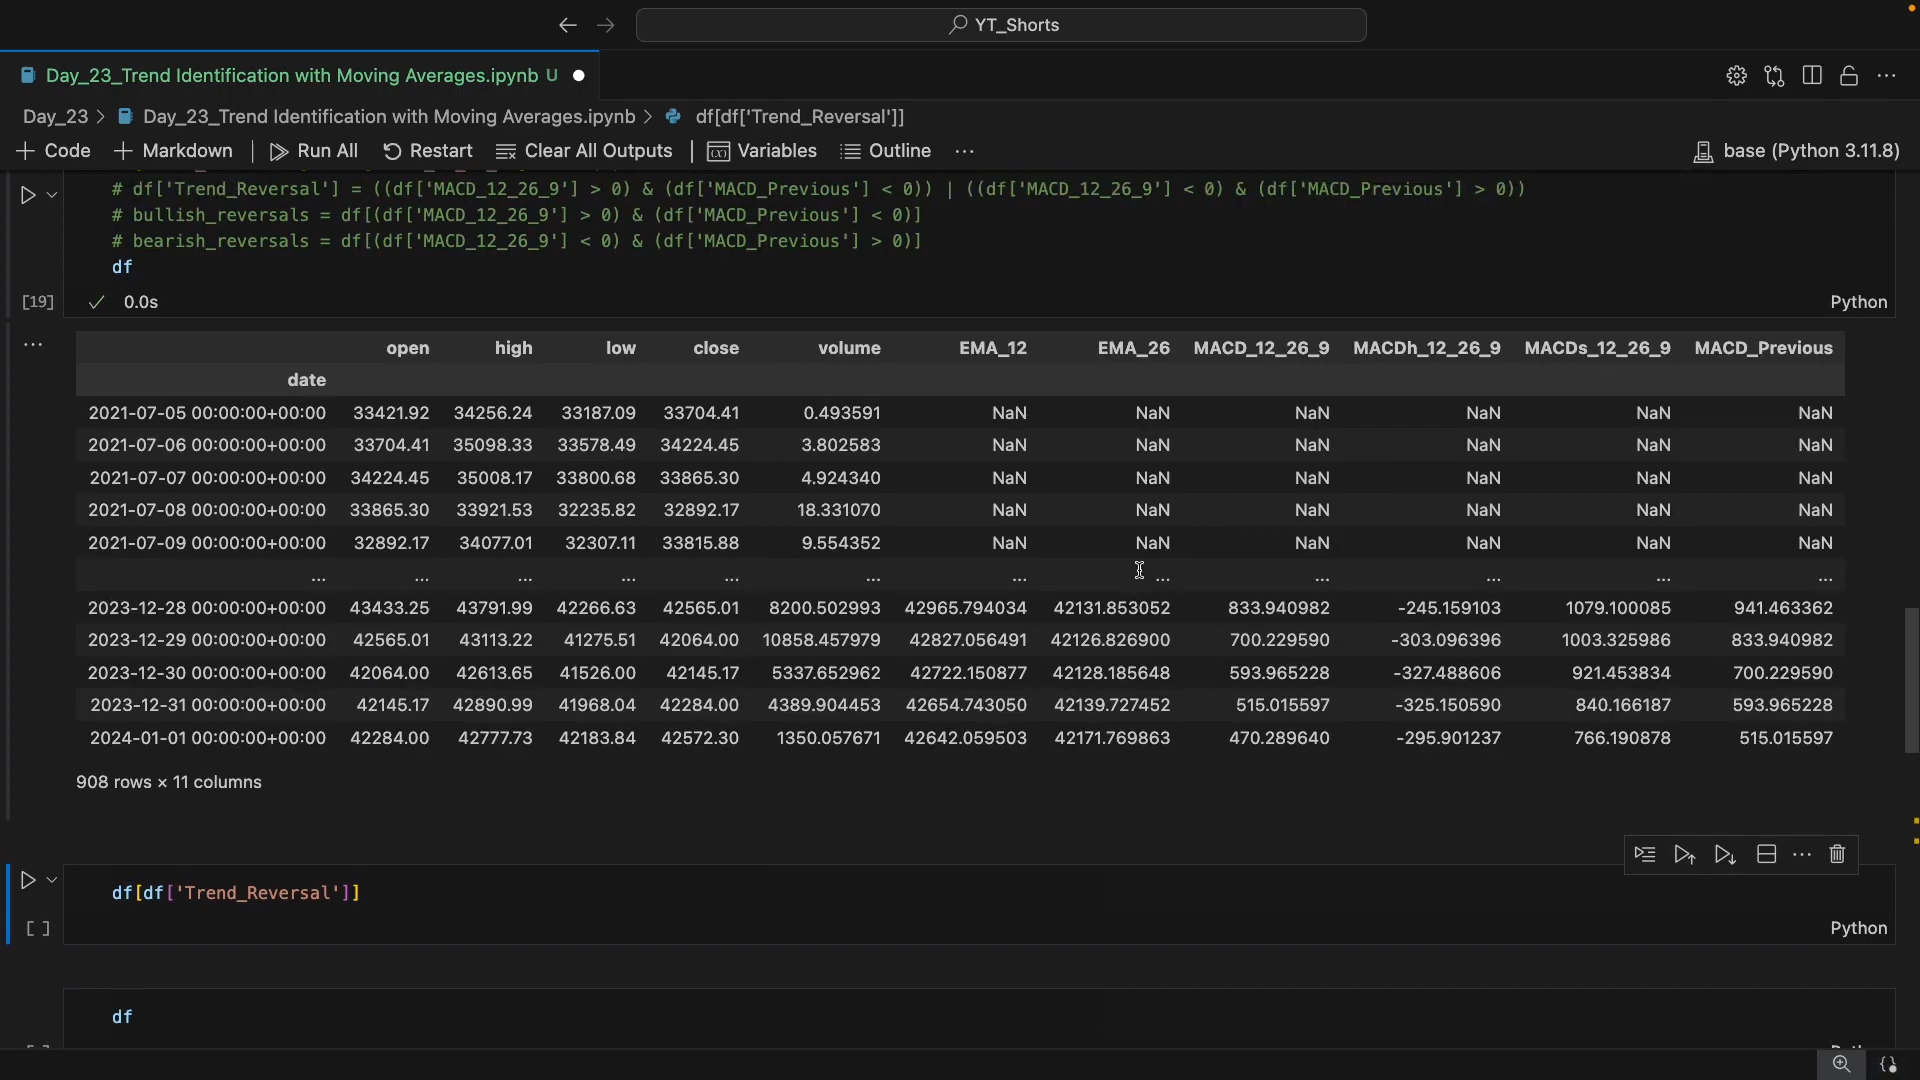 YT_Shorts
Day_23_Trend Identification with Moving Averages.ipynb U
Day_23 > Day_23_Trend Identification with Moving Averages.ipynb > df[df['Trend_Reversal']]
+ Code + Markdown Run All Restart Clear All Outputs Variables Outline ... base (Python 3.11.8)
# df['Trend_Reversal'] = ((df['MACD_12_26_9'] > 0) & (df['MACD_Previous'] < 0)) | ((df['MACD_12_26_9'] < 0) & (df['MACD_Previous'] > 0))
# bullish_reversals = df[(df['MACD_12_26_9'] > 0) & (df['MACD_Previous'] < 0)]
# bearish_reversals = df[(df['MACD_12_26_9'] < 0) & (df['MACD_Previous'] > 0)]
df
[19] ✓ 0.0s Python
... open high low close volume EMA_12 EMA_26 MACD_12_26_9 MACDh_12_26_9 MACDs_12_26_9 MACD_Previous
date
2021-07-05 00:00:00+00:00 33421.92 34256.24 33187.09 33704.41 0.493591 NaN NaN NaN NaN NaN NaN
2021-07-06 00:00:00+00:00 33704.41 35098.33 33578.49 34224.45 3.802583 NaN NaN NaN NaN NaN NaN
2021-07-07 00:00:00+00:00 34224.45 35008.17 33800.68 33865.30 4.924340 NaN NaN NaN NaN NaN NaN
2021-07-08 00:00:00+00:00 33865.30 33921.53 32235.82 32892.17 18.331070 NaN NaN NaN NaN NaN NaN
2021-07-09 00:00:00+00:00 32892.17 34077.01 32307.11 33815.88 9.554352 NaN NaN NaN NaN NaN NaN
... ... ... ... ... ... ... ... ... ... ... ...
2023-12-28 00:00:00+00:00 43433.25 43791.99 42266.63 42565.01 8200.502993 42965.794034 42131.853052 833.940982 -245.159103 1079.100085 941.463362
2023-12-29 00:00:00+00:00 42565.01 43113.22 41275.51 42064.00 10858.457979 42827.056491 42126.826900 700.229590 -303.096396 1003.325986 833.940982
2023-12-30 00:00:00+00:00 42064.00 42613.65 41526.00 42145.17 5337.652962 42722.150877 42128.185648 593.965228 -327.488606 921.453834 700.229590
2023-12-31 00:00:00+00:00 42145.17 42890.99 41968.04 42284.00 4389.904453 42654.743050 42139.727452 515.015597 -325.150590 840.166187 593.965228
2024-01-01 00:00:00+00:00 42284.00 42777.73 42183.84 42572.30 1350.057671 42642.059503 42171.769863 470.289640 -295.901237 766.190878 515.015597
908 rows × 11 columns
df[df['Trend_Reversal']]
[ ] Python
df